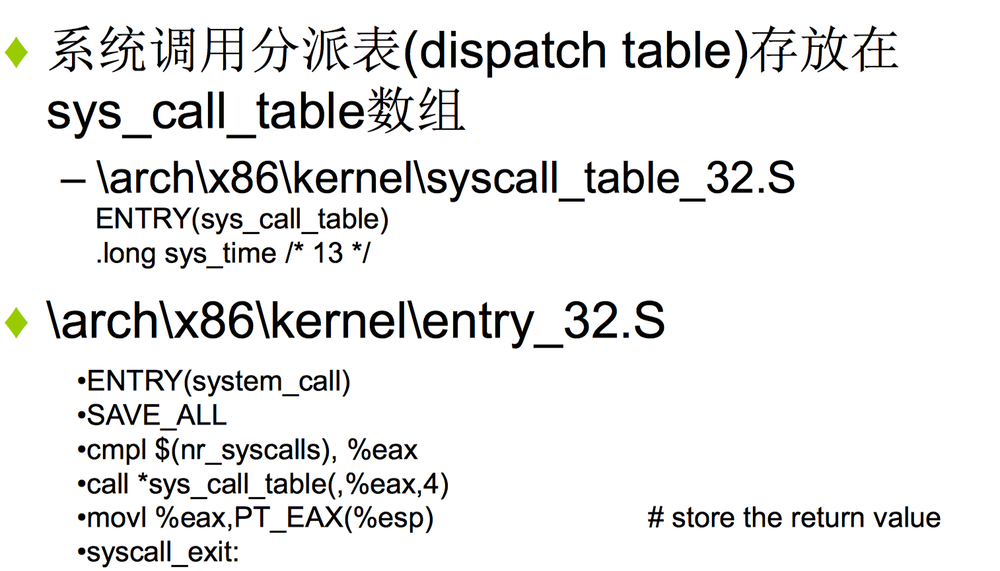 ♦ 系统调用分派表(dispatch table)存放在
sys_call_table数组
– \arch\x86\kernel\syscall_table_32.S
ENTRY(sys_call_table)
.long sys_time /* 13 */
♦ \arch\x86\kernel\entry_32.S
•ENTRY(system_call)
•SAVE_ALL
•cmpl $(nr_syscalls), %eax
•call *sys_call_table(,%eax,4)
•movl %eax,PT_EAX(%esp) # store the return value
•syscall_exit: